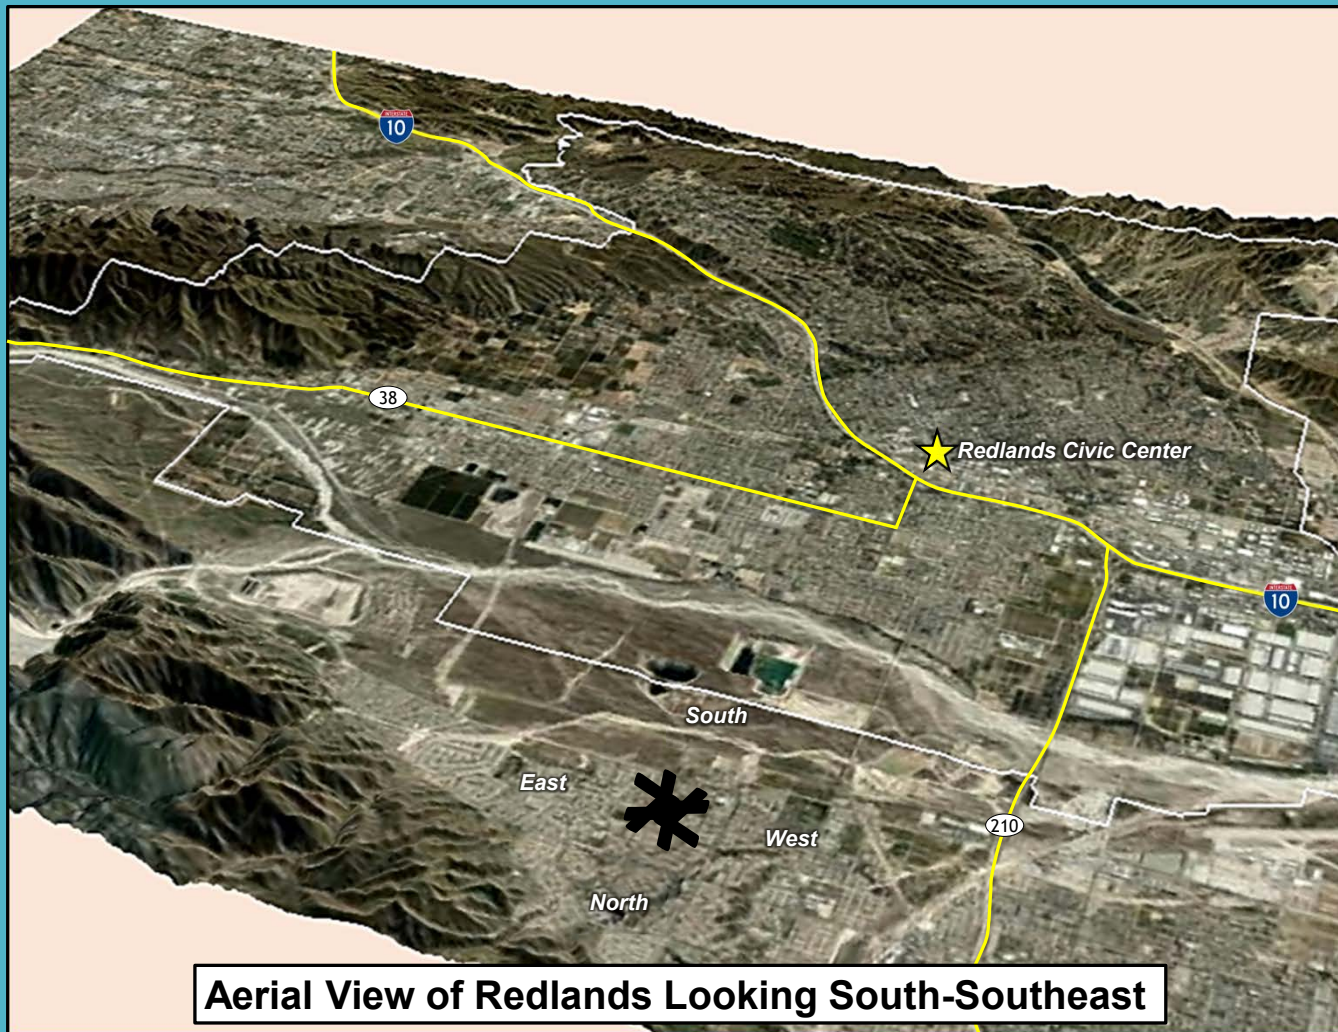 INTERSTATE
10
38
Redlands Civic Center
INTERSTATE
10
South
East
West
210
North
Aerial View of Redlands Looking South-Southeast